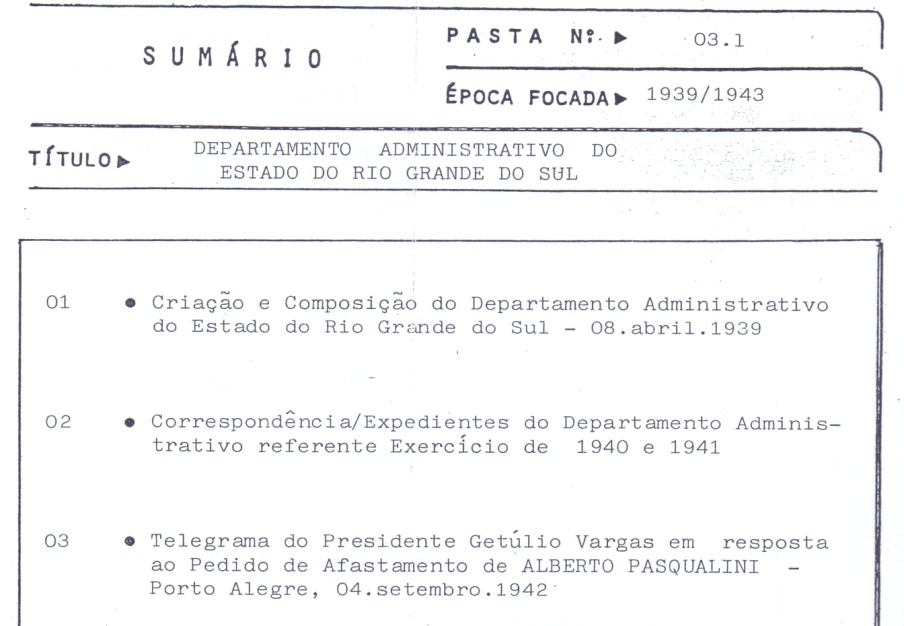 SUMÁRIO
PASTA Nº.▶ 03.1
ÉPOCA FOCADA▶ 1939/1943
TÍTULO▶ DEPARTAMENTO ADMINISTRATIVO DO
ESTADO DO RIO GRANDE DO SUL
01 • Criação e Composição do Departamento Administrativo
do Estado do Rio Grande do Sul - 08.abril.1939
02 • Correspondência/Expedientes do Departamento Adminis-
trativo referente Exercício de 1940 e 1941
03 • Telegrama do Presidente Getúlio Vargas em resposta
ao Pedido de Afastamento de ALBERTO PASQUALINI -
Porto Alegre, 04.setembro.1942